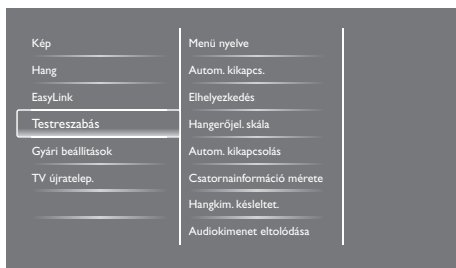 Kép
Hang
EasyLink
Testreszabás
Gyári beállítások
TV újratelep.
Menü nyelve
Autom. kikapcs.
Elhelyezkedés
Hangerőjel. skála
Autom. kikapcsolás
Csatornainformáció mérete
Hangkim. késleltet.
Audiokimenet eltolódása